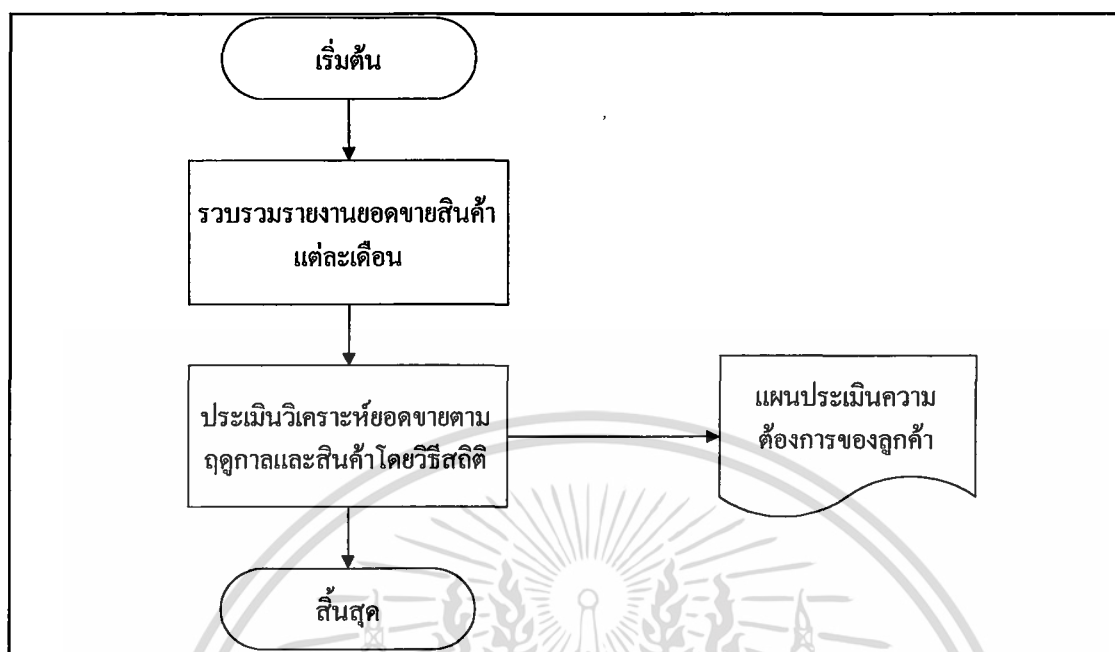 เริ่มต้น
รวบรวมรายงานยอดขายสินค้า
แต่ละเดือน
ประเมินวิเคราะห์ยอดขายตาม
ฤดูกาลและสินค้าโดยวิธีสถิติ
แผนประเมินความ
ต้องการของลูกค้า
สิ้นสุด